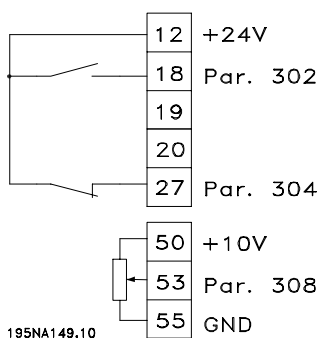 12 +24V
18 Par. 302
19
20
27 Par. 304
50 +10V
53 Par. 308
55 GND
195NA149.10